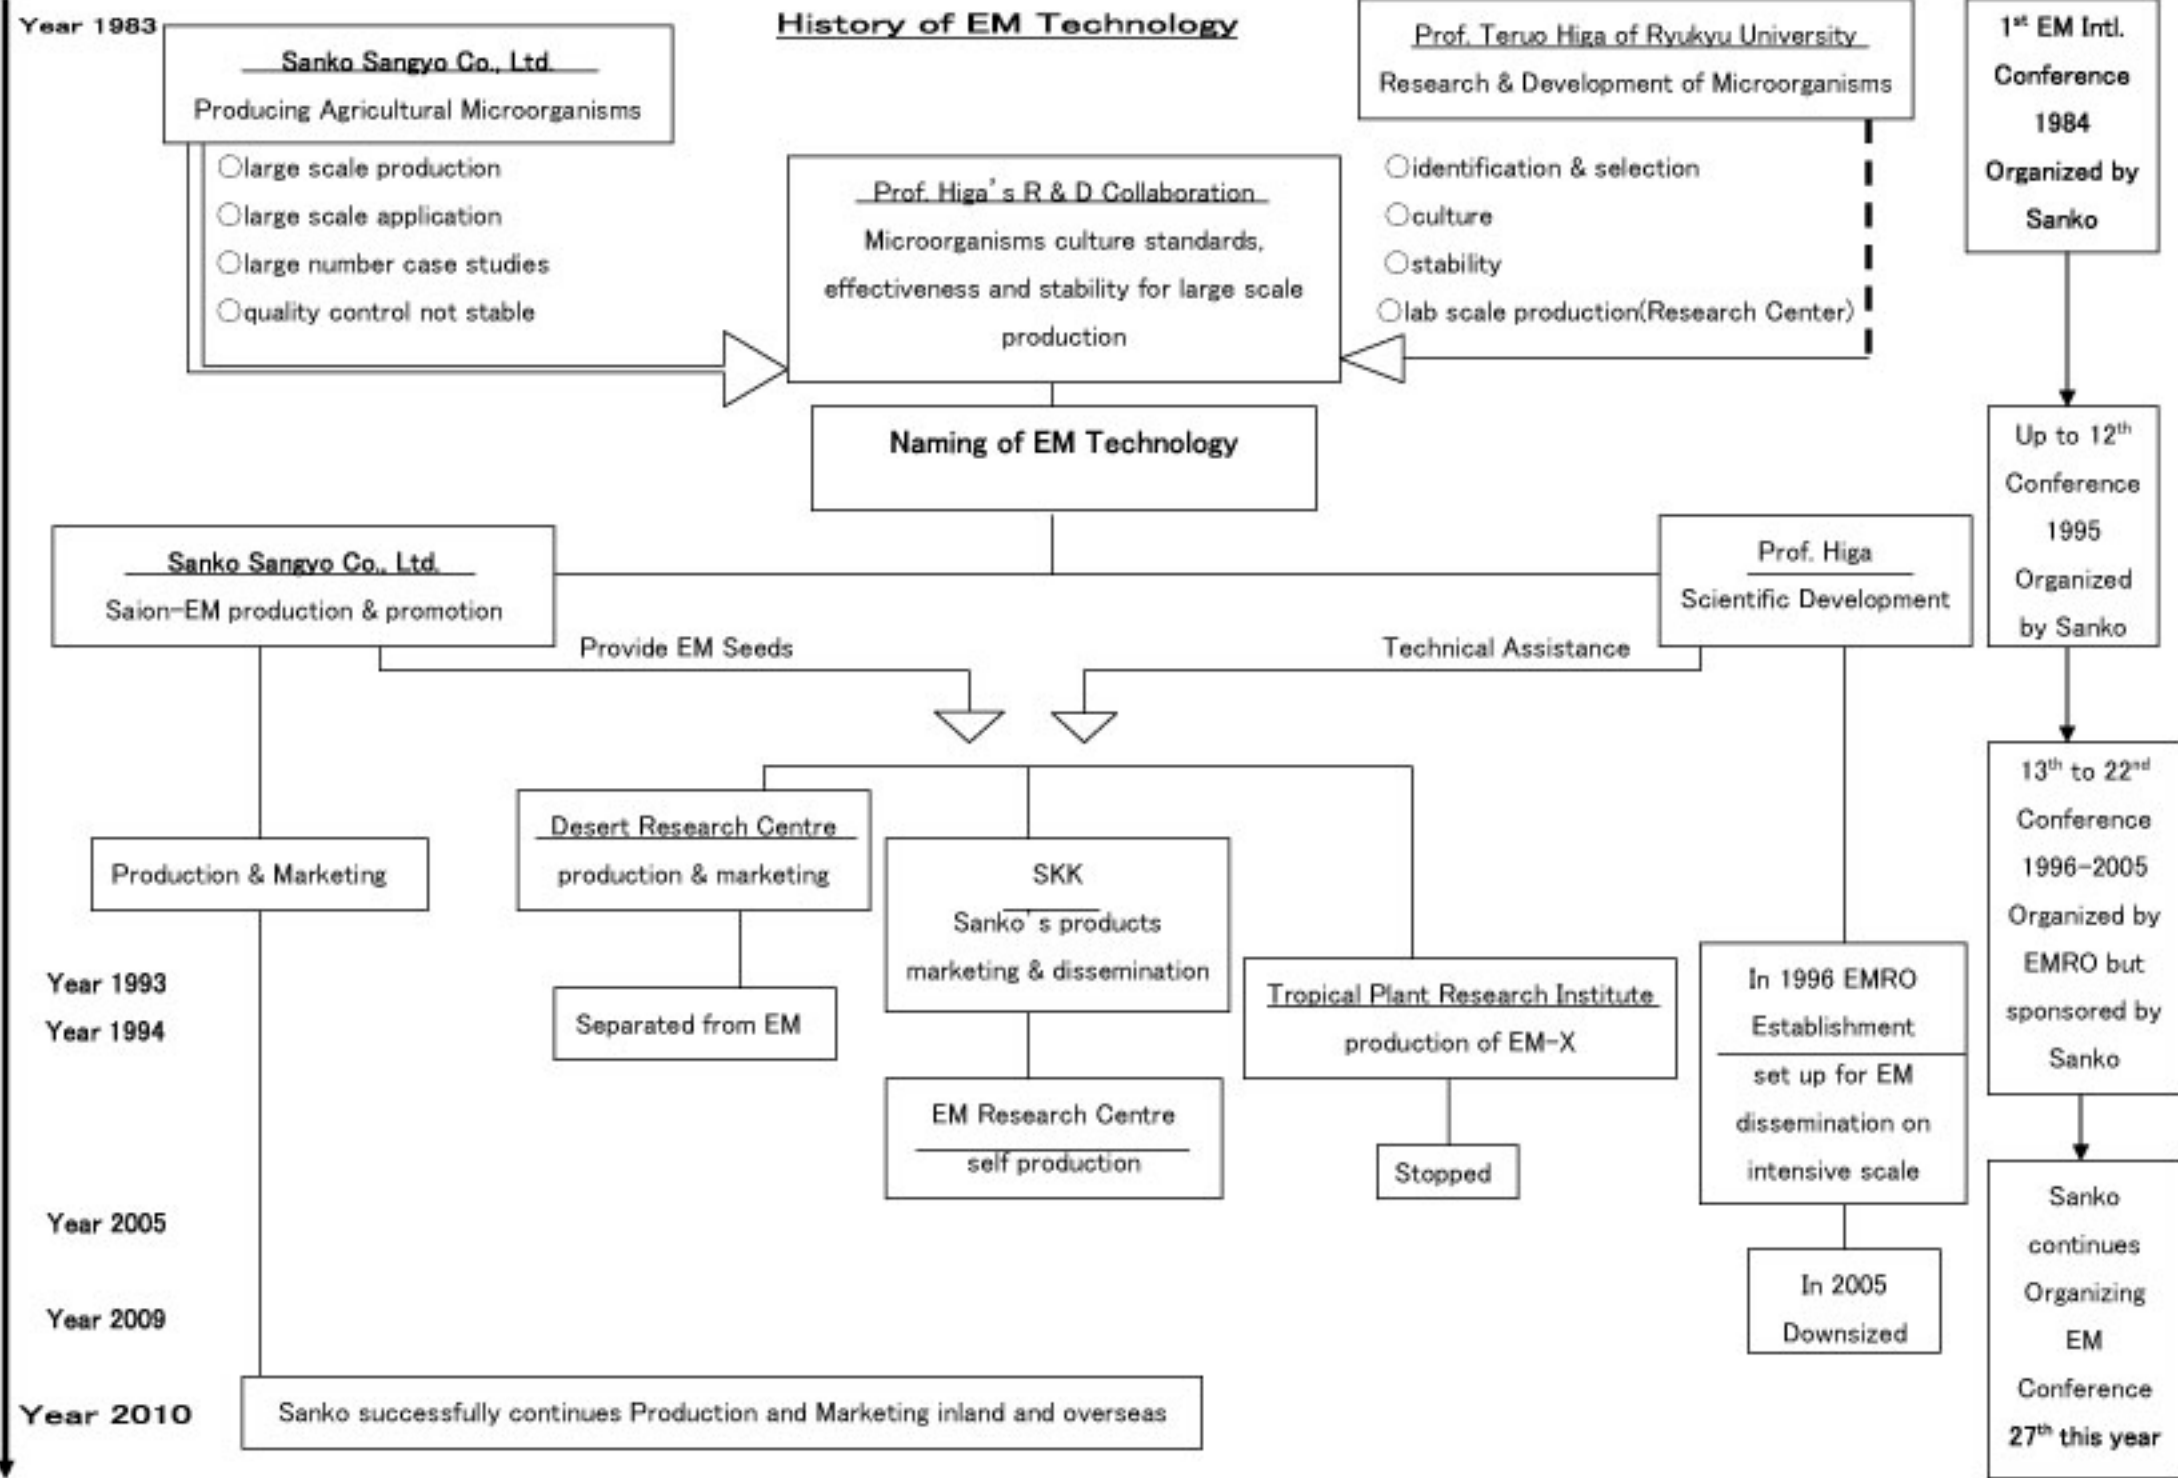 History of EM Technology
Year 1983
Sanko Sangyo Co., Ltd.
Producing Agricultural Microorganisms
○large scale production
○large scale application
○large number case studies
○quality control not stable
Prof. Higa's R & D Collaboration
Microorganisms culture standards,
effectiveness and stability for large scale
production
Prof. Teruo Higa of Ryukyu University
Research & Development of Microorganisms
○identification & selection
○culture
○stability
○lab scale production(Research Center)
Naming of EM Technology
Sanko Sangyo Co., Ltd.
Saion-EM production & promotion
Prof. Higa
Scientific Development
Provide EM Seeds
Technical Assistance
Production & Marketing
Desert Research Centre
production & marketing
Separated from EM
SKK
Sanko's products
marketing & dissemination
EM Research Centre
self production
Tropical Plant Research Institute
production of EM-X
Stopped
In 1996 EMRO
Establishment
set up for EM
dissemination on
intensive scale
In 2005
Downsized
Year 1993
Year 1994
Year 2005
Year 2009
Year 2010
Sanko successfully continues Production and Marketing inland and overseas
1st EM Intl.
Conference
1984
Organized by
Sanko
Up to 12th
Conference
1995
Organized
by Sanko
13th to 22nd
Conference
1996-2005
Organized by
EMRO but
sponsored by
Sanko
Sanko
continues
Organizing
EM
Conference
27th this year